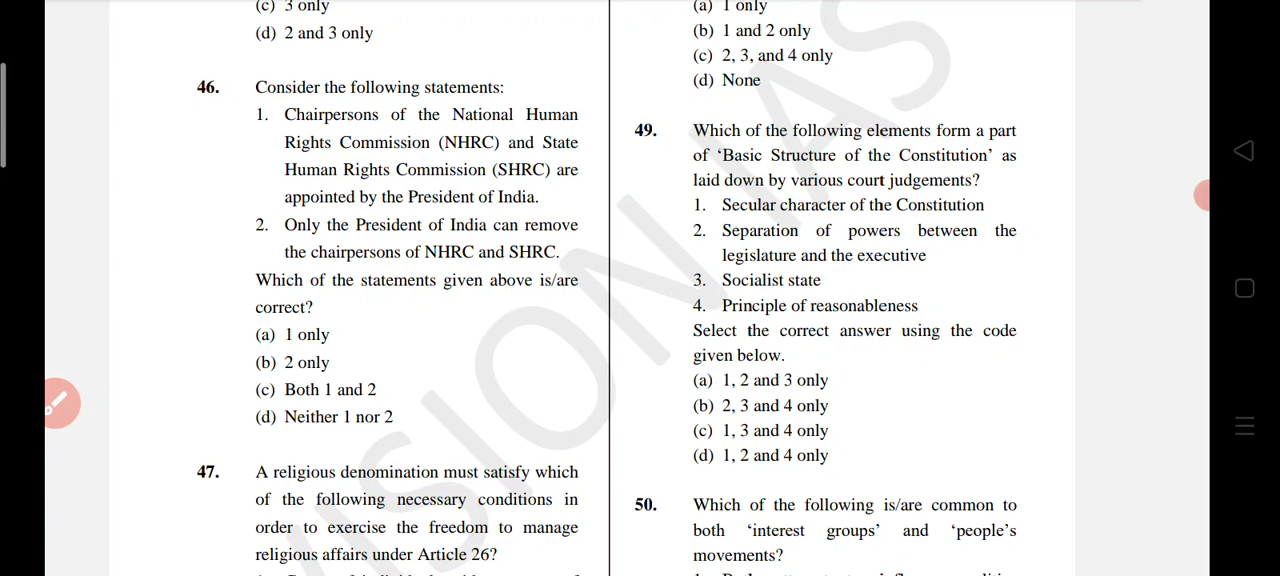 (c) 3 only
(d) 2 and 3 only
46. Consider the following statements:
1. Chairpersons of the National Human
Rights Commission (NHRC) and State
Human Rights Commission (SHRC) are
appointed by the President of India.
2. Only the President of India can remove
the chairpersons of NHRC and SHRC.
Which of the statements given above is/are
correct?
(a) 1 only
(b) 2 only
(c) Both 1 and 2
(d) Neither 1 nor 2
47. A religious denomination must satisfy which
of the following necessary conditions in
order to exercise the freedom to manage
religious affairs under Article 26?
(a) 1 only
(b) 1 and 2 only
(c) 2, 3, and 4 only
(d) None
49. Which of the following elements form a part
of ‘Basic Structure of the Constitution’ as
laid down by various court judgements?
1. Secular character of the Constitution
2. Separation of powers between the
legislature and the executive
3. Socialist state
4. Principle of reasonableness
Select the correct answer using the code
given below.
(a) 1, 2 and 3 only
(b) 2, 3 and 4 only
(c) 1, 3 and 4 only
(d) 1, 2 and 4 only
50. Which of the following is/are common to
both ‘interest groups’ and ‘people’s
movements?
VISION IAS